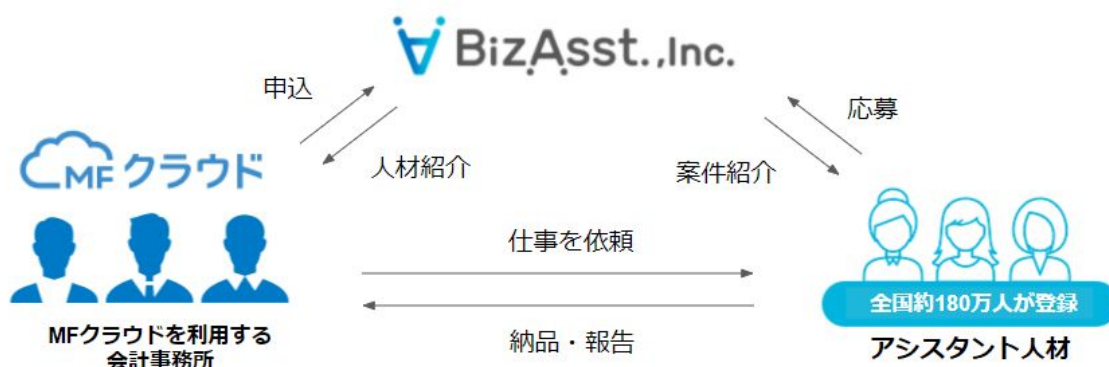 BizAsst.,Inc.
申込
応募
人材紹介
案件紹介
MFクラウド
仕事を依頼
全国約180万人が登録
MFクラウドを利用する
会計事務所
納品・報告
アシスタント人材